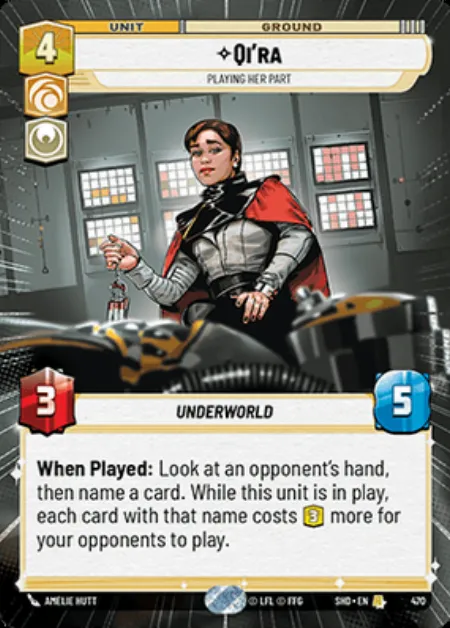 4
UNIT
GROUND
✧QI'RA
PLAYING HER PART
3
UNDERWORLD
5
When Played: Look at an opponent's hand,
then name a card. While this unit is in play,
each card with that name costs 3 more for
your opponents to play.
AMÉLIE HUTT
© LFL © FFG
SHD • EN
470